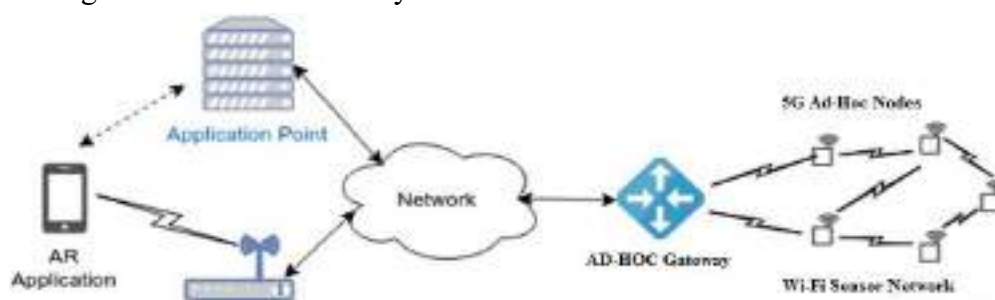 5G Ad-Hoc Nodes
Application Point
Network
AR
Application
AD-HOC Gateway
Wi-Fi Sensor Network